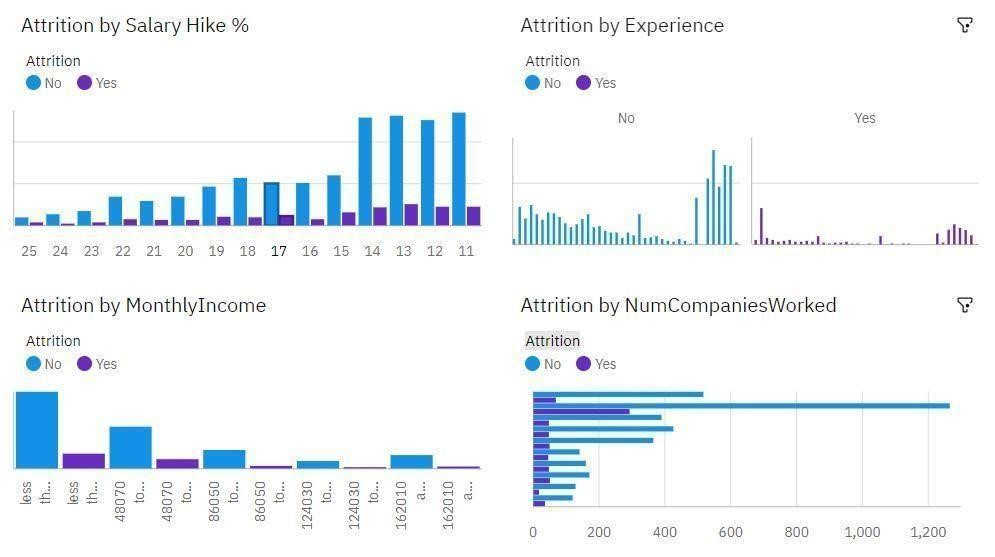 Attrition by Salary Hike %
Attrition
No Yes
25 24 23 22 21 20 19 18 17 16 15 14 13 12 11
Attrition by Experience
Attrition
No Yes
No Yes
Attrition by MonthlyIncome
Attrition
No Yes
less th...
less th...
48070 to...
48070 to...
86050 to...
86050 to...
124030 to...
124030 to...
162010 a...
162010 a...
Attrition by NumCompaniesWorked
Attrition
No Yes
0 200 400 600 800 1,000 1,200